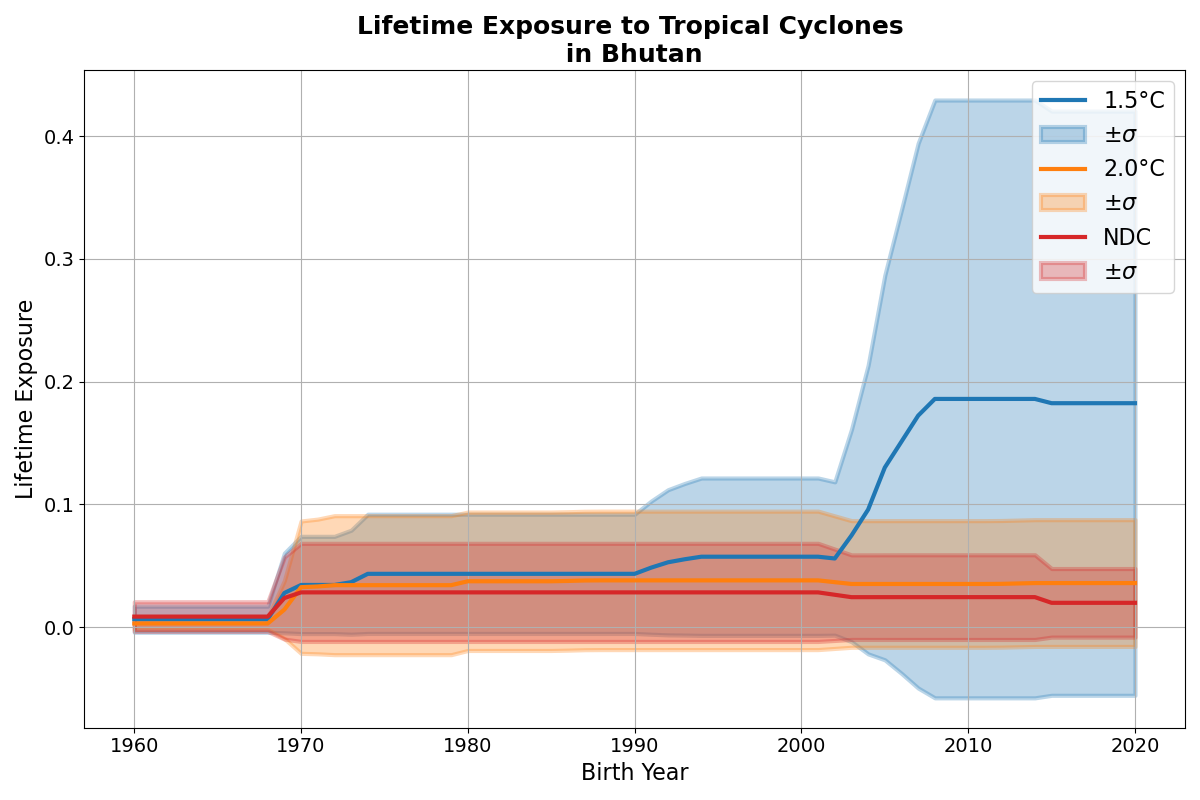 Lifetime Exposure to Tropical Cyclones
in Bhutan
Lifetime Exposure
0.4
0.3
0.2
0.1
0.0
1960
1970
1980
1990
2000
2010
2020
Birth Year
1.5°C
±σ
2.0°C
±σ
NDC
±σ